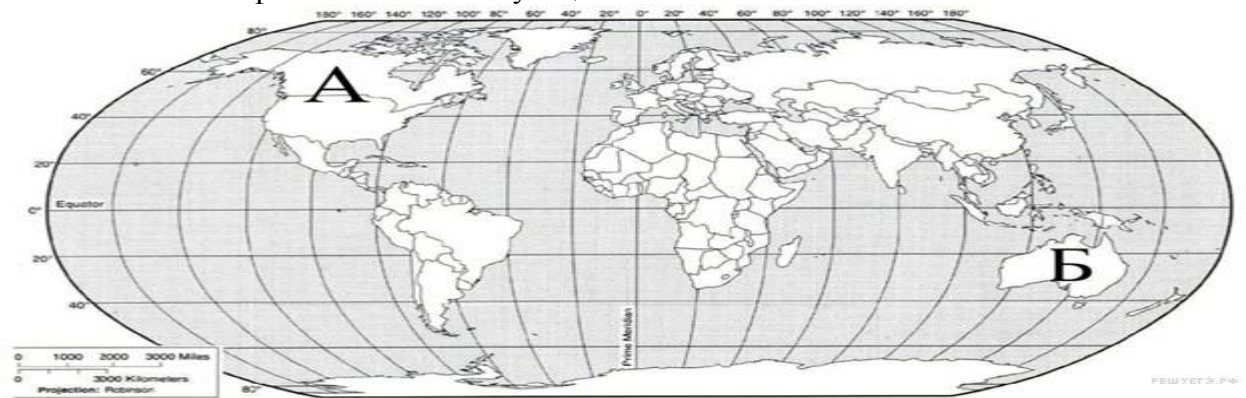 180° 160° 140° 120° 100° 80° 60° 40° 20° 0° 20° 40° 60° 80° 100° 120° 140° 160° 180°
80°
60°
А
40°
20°
Equator
0°
20°
Б
40°
Prime Meridian
0 1000 2000 3000 Miles
0 3000 Kilometers
Projection: Robinson
80°
РЕШУЕГЭ.РФ